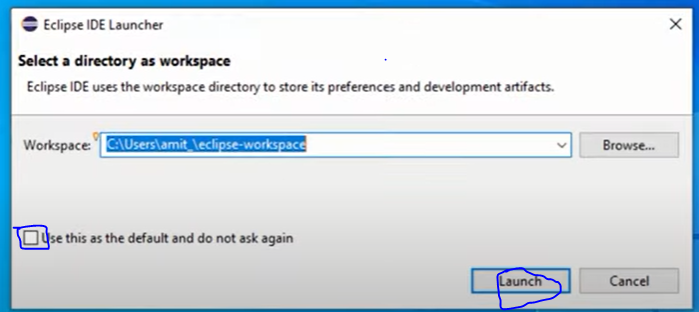 Eclipse IDE Launcher
Select a directory as workspace
Eclipse IDE uses the workspace directory to store its preferences and development artifacts.
Workspace: C:\Users\amit_\eclipse-workspace Browse...
Use this as the default and do not ask again
Launch Cancel